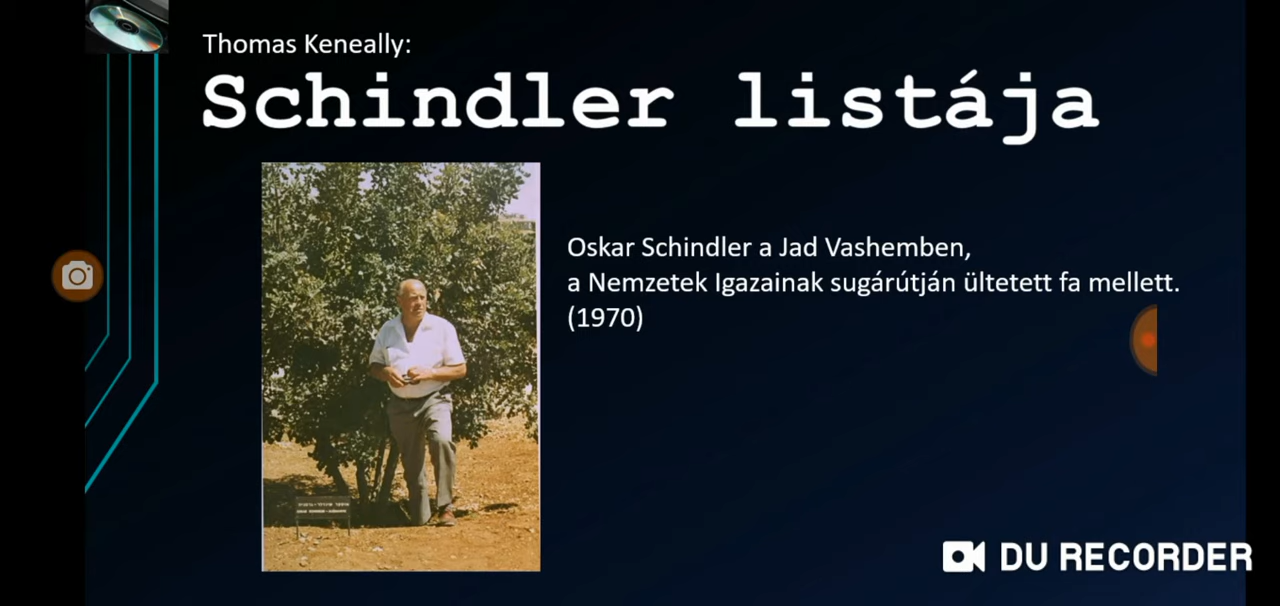 Thomas Keneally:
Schindler listája
Oskar Schindler a Jad Vashemben,
a Nemzetek Igazainak sugárútján ültetett fa mellett.
(1970)
DU RECORDER